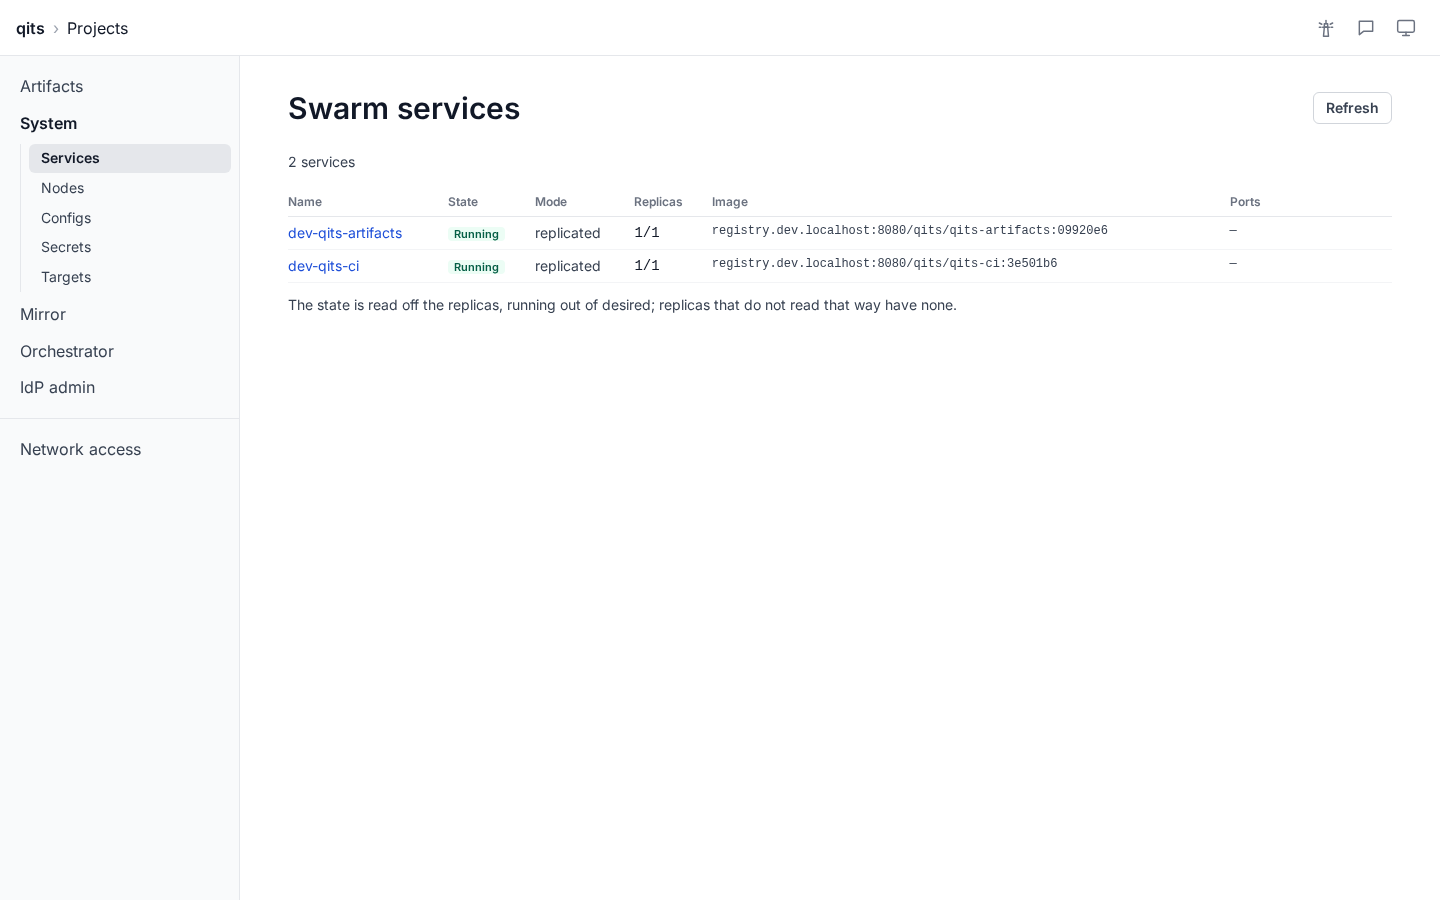 qits › Projects
Artifacts
System
Services
Nodes
Configs
Secrets
Targets
Mirror
Orchestrator
IdP admin
Network access
Swarm services
Refresh
2 services
Name State Mode Replicas Image Ports
dev-qits-artifacts Running replicated 1/1 registry.dev.localhost:8080/qits/qits-artifacts:09920e6 —
dev-qits-ci Running replicated 1/1 registry.dev.localhost:8080/qits/qits-ci:3e501b6 —
The state is read off the replicas, running out of desired; replicas that do not read that way have none.